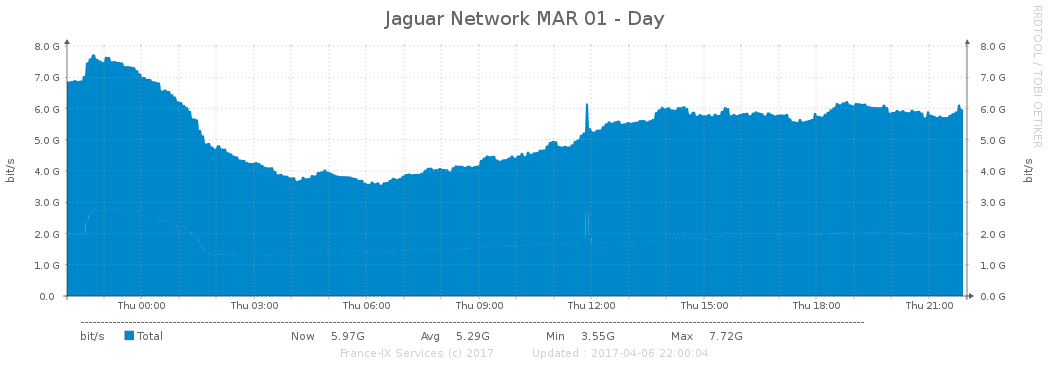 Jaguar Network MAR 01 - Day
RRDTOOL / TOBI OETIKER
bit/s
8.0 G 8.0 G
7.0 G 7.0 G
6.0 G 6.0 G
5.0 G 5.0 G
4.0 G 4.0 G
3.0 G 3.0 G
2.0 G 2.0 G
1.0 G 1.0 G
0.0 0.0 G
bit/s
Thu 00:00 Thu 03:00 Thu 06:00 Thu 09:00 Thu 12:00 Thu 15:00 Thu 18:00 Thu 21:00
bit/s Total Now 5.97G Avg 5.29G Min 3.55G Max 7.72G
France-IX Services (c) 2017 Updated : 2017-04-06 22:00:04